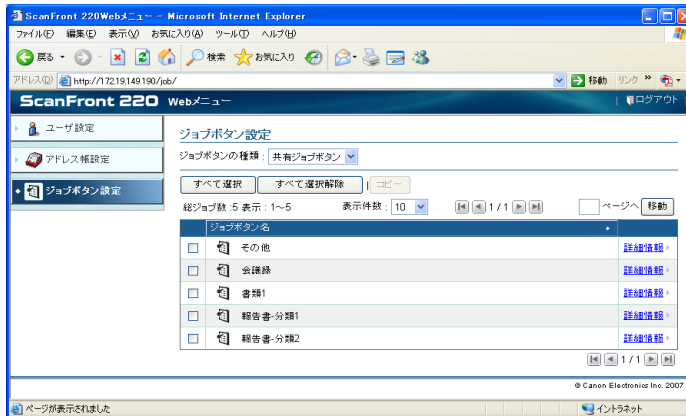 ScanFront 220Webメニュー - Microsoft Internet Explorer
ファイル(F) 編集(E) 表示(V) お気に入り(A) ツール(T) ヘルプ(H)
戻る 検索 お気に入り
アドレス(D) http://172.19.149.190/job/ 移動 リンク »
ScanFront 220 Webメニュー ログアウト
ユーザ設定
アドレス帳設定
ジョブボタン設定
ジョブボタン設定
ジョブボタンの種類 : 共有ジョブボタン
すべて選択 すべて選択解除 | コピー
総ジョブ数 :5 表示 : 1～5 表示件数 : 10 1 / 1 ページへ 移動
ジョブボタン名
その他 詳細情報
会議録 詳細情報
書類1 詳細情報
報告書-分類1 詳細情報
報告書-分類2 詳細情報
1 / 1
© Canon Electronics Inc. 2007
ページが表示されました イントラネット